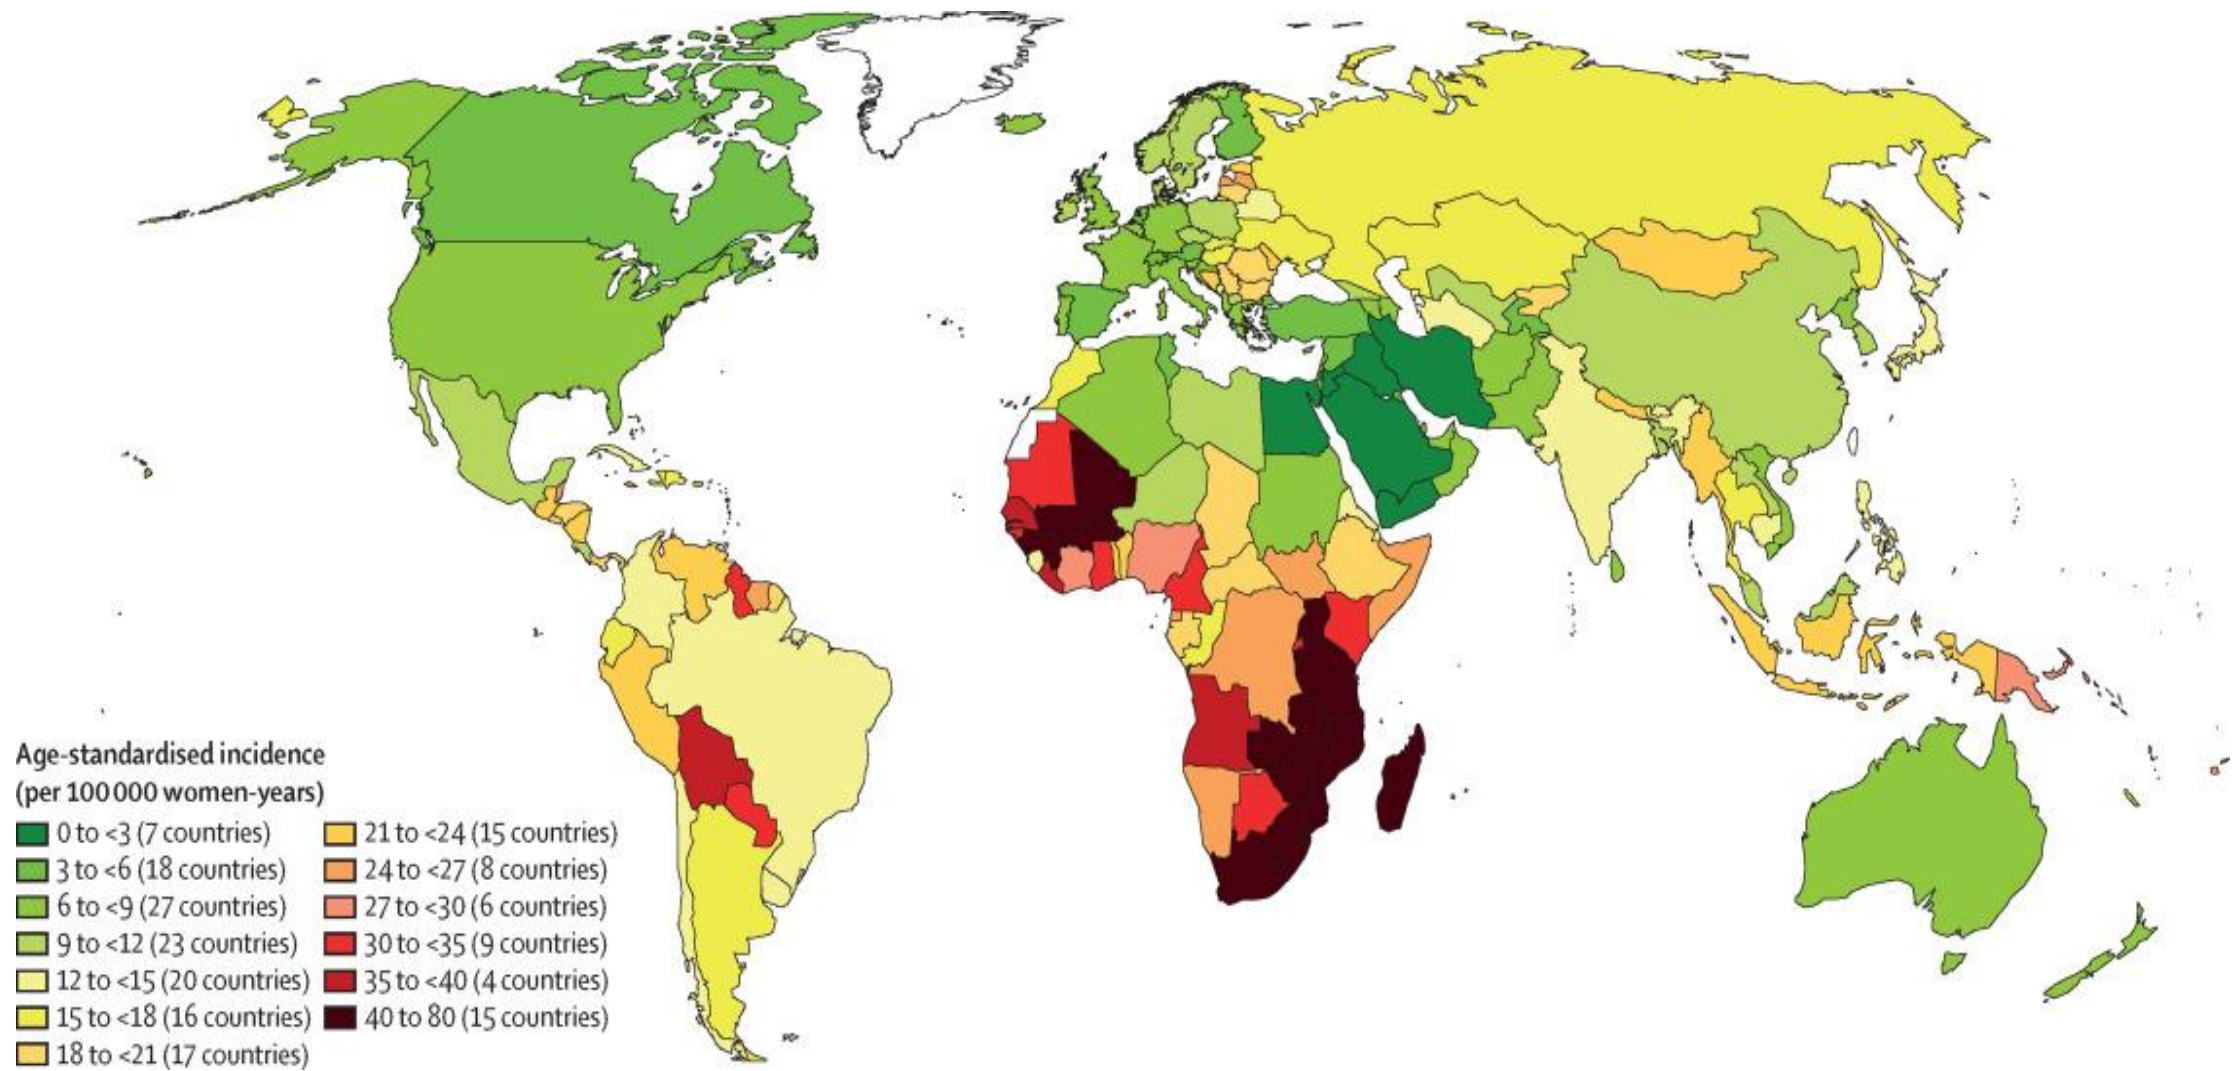 Age-standardised incidence
(per 100 000 women-years)
0 to <3 (7 countries)
3 to <6 (18 countries)
6 to <9 (27 countries)
9 to <12 (23 countries)
12 to <15 (20 countries)
15 to <18 (16 countries)
18 to <21 (17 countries)
21 to <24 (15 countries)
24 to <27 (8 countries)
27 to <30 (6 countries)
30 to <35 (9 countries)
35 to <40 (4 countries)
40 to 80 (15 countries)